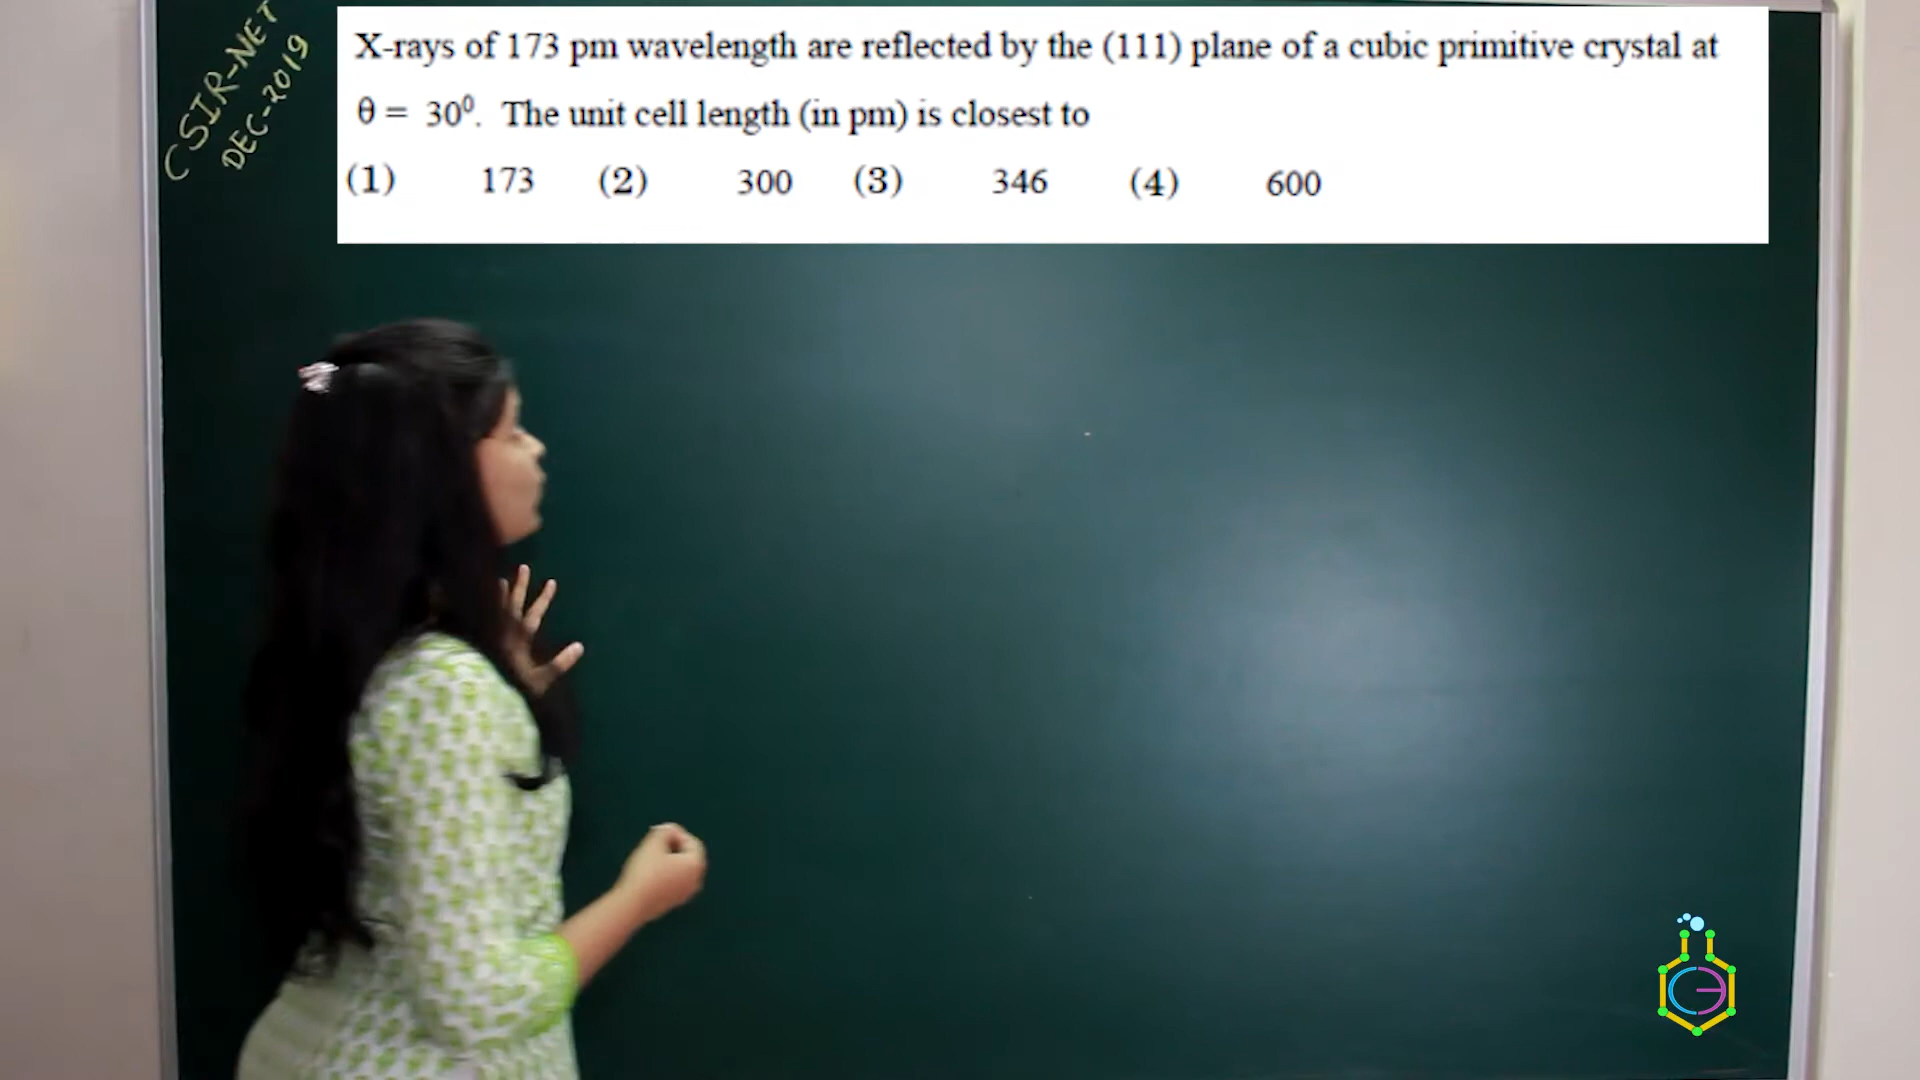 CSIR-NET
DEC-2019
X-rays of 173 pm wavelength are reflected by the (111) plane of a cubic primitive crystal at
θ = 30⁰. The unit cell length (in pm) is closest to
(1) 173 (2) 300 (3) 346 (4) 600